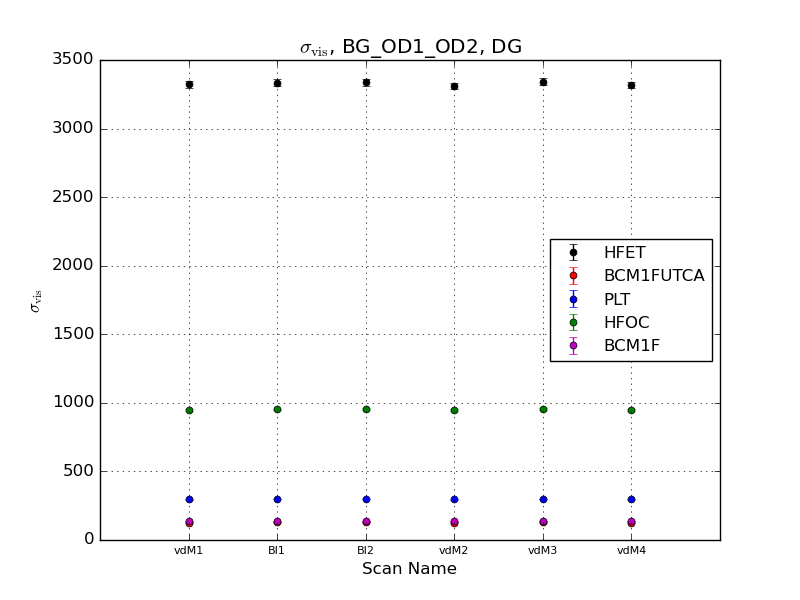 σvis, BG_OD1_OD2, DG
3500
3000
2500
2000
1500
1000
500
0
σvis
HFET
BCM1FUTCA
PLT
HFOC
BCM1F
vdM1 BI1 BI2 vdM2 vdM3 vdM4
Scan Name